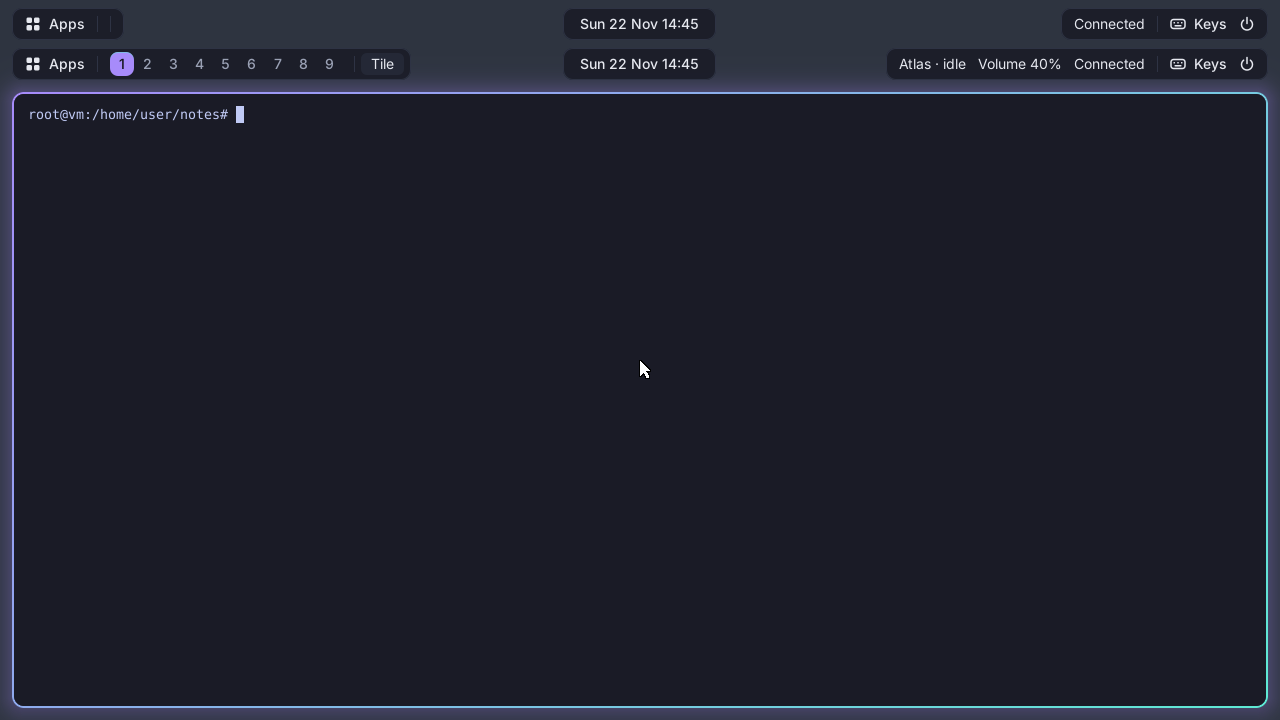 Apps
Sun 22 Nov 14:45
Connected
Keys
Apps
1 2 3 4 5 6 7 8 9
Tile
Sun 22 Nov 14:45
Atlas · idle
Volume 40%
Connected
Keys
root@vm:/home/user/notes#